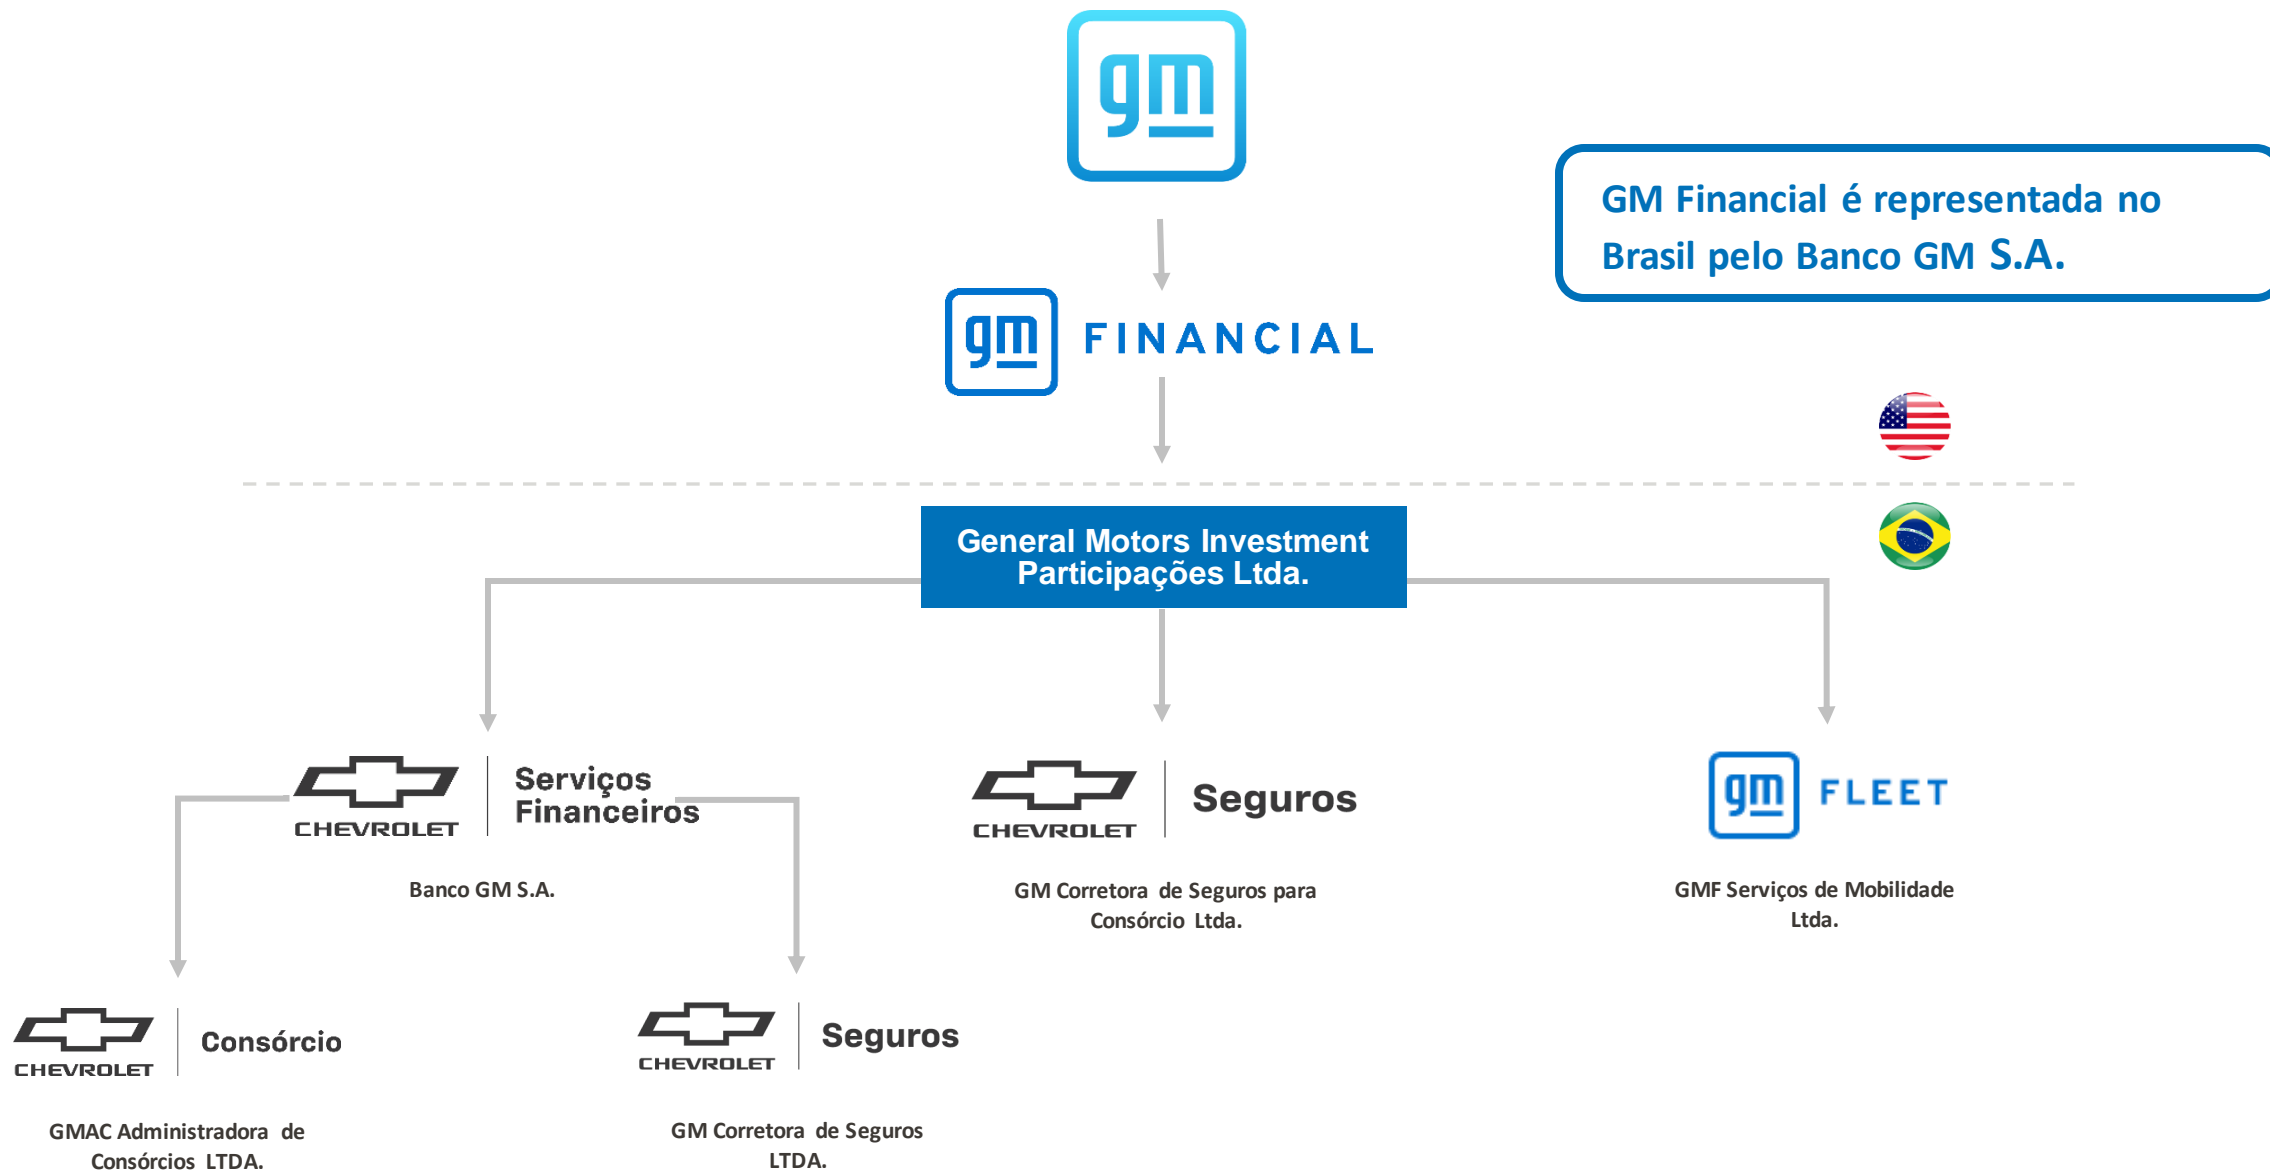 gm
GM Financial é representada no
Brasil pelo Banco GM S.A.
gm FINANCIAL
General Motors Investment
Participações Ltda.
CHEVROLET
Serviços
Financeiros
Banco GM S.A.
CHEVROLET
Seguros
GM Corretora de Seguros para
Consórcio Ltda.
gm FLEET
GMF Serviços de Mobilidade
Ltda.
CHEVROLET
Consórcio
GMAC Administradora de
Consórcios LTDA.
CHEVROLET
Seguros
GM Corretora de Seguros
LTDA.